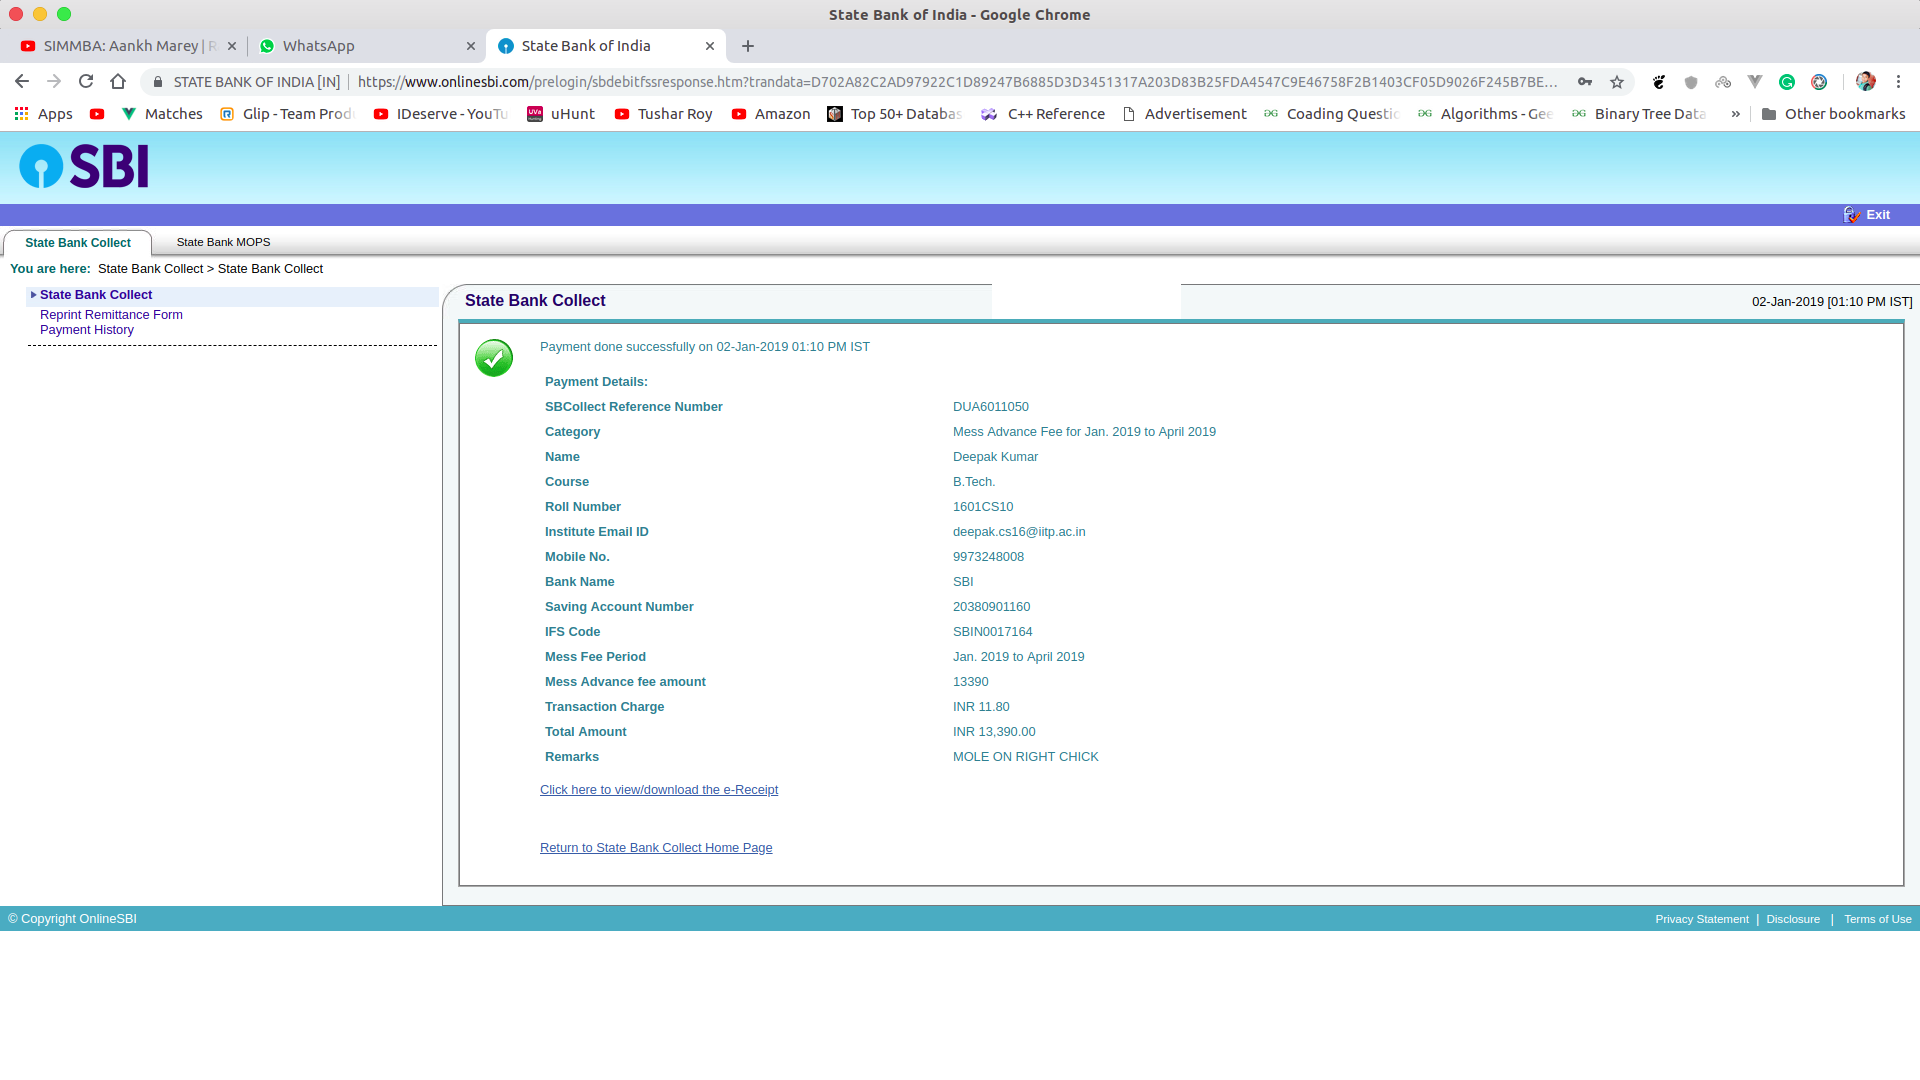 State Bank of India - Google Chrome
SIMMBA: Aankh Marey | R
WhatsApp
State Bank of India
STATE BANK OF INDIA [IN] | https://www.onlinesbi.com/prelogin/sbdebitfssresponse.htm?trandata=D702A82C2AD97922C1D89247B6885D3D3451317A203D83B25FDA4547C9E46758F2B1403CF05D9026F245B7BE...
Apps Matches Glip - Team Prod IDeserve - YouTu uHunt Tushar Roy Amazon Top 50+ Databas C++ Reference Advertisement Coading Questic Algorithms - Gee Binary Tree Data » Other bookmarks
SBI
Exit
State Bank Collect State Bank MOPS
You are here: State Bank Collect > State Bank Collect
State Bank Collect
Reprint Remittance Form
Payment History
State Bank Collect
02-Jan-2019 [01:10 PM IST]
Payment done successfully on 02-Jan-2019 01:10 PM IST
Payment Details:
SBCollect Reference Number DUA6011050
Category Mess Advance Fee for Jan. 2019 to April 2019
Name Deepak Kumar
Course B.Tech.
Roll Number 1601CS10
Institute Email ID deepak.cs16@iitp.ac.in
Mobile No. 9973248008
Bank Name SBI
Saving Account Number 20380901160
IFS Code SBIN0017164
Mess Fee Period Jan. 2019 to April 2019
Mess Advance fee amount 13390
Transaction Charge INR 11.80
Total Amount INR 13,390.00
Remarks MOLE ON RIGHT CHICK
Click here to view/download the e-Receipt
Return to State Bank Collect Home Page
© Copyright OnlineSBI
Privacy Statement | Disclosure | Terms of Use